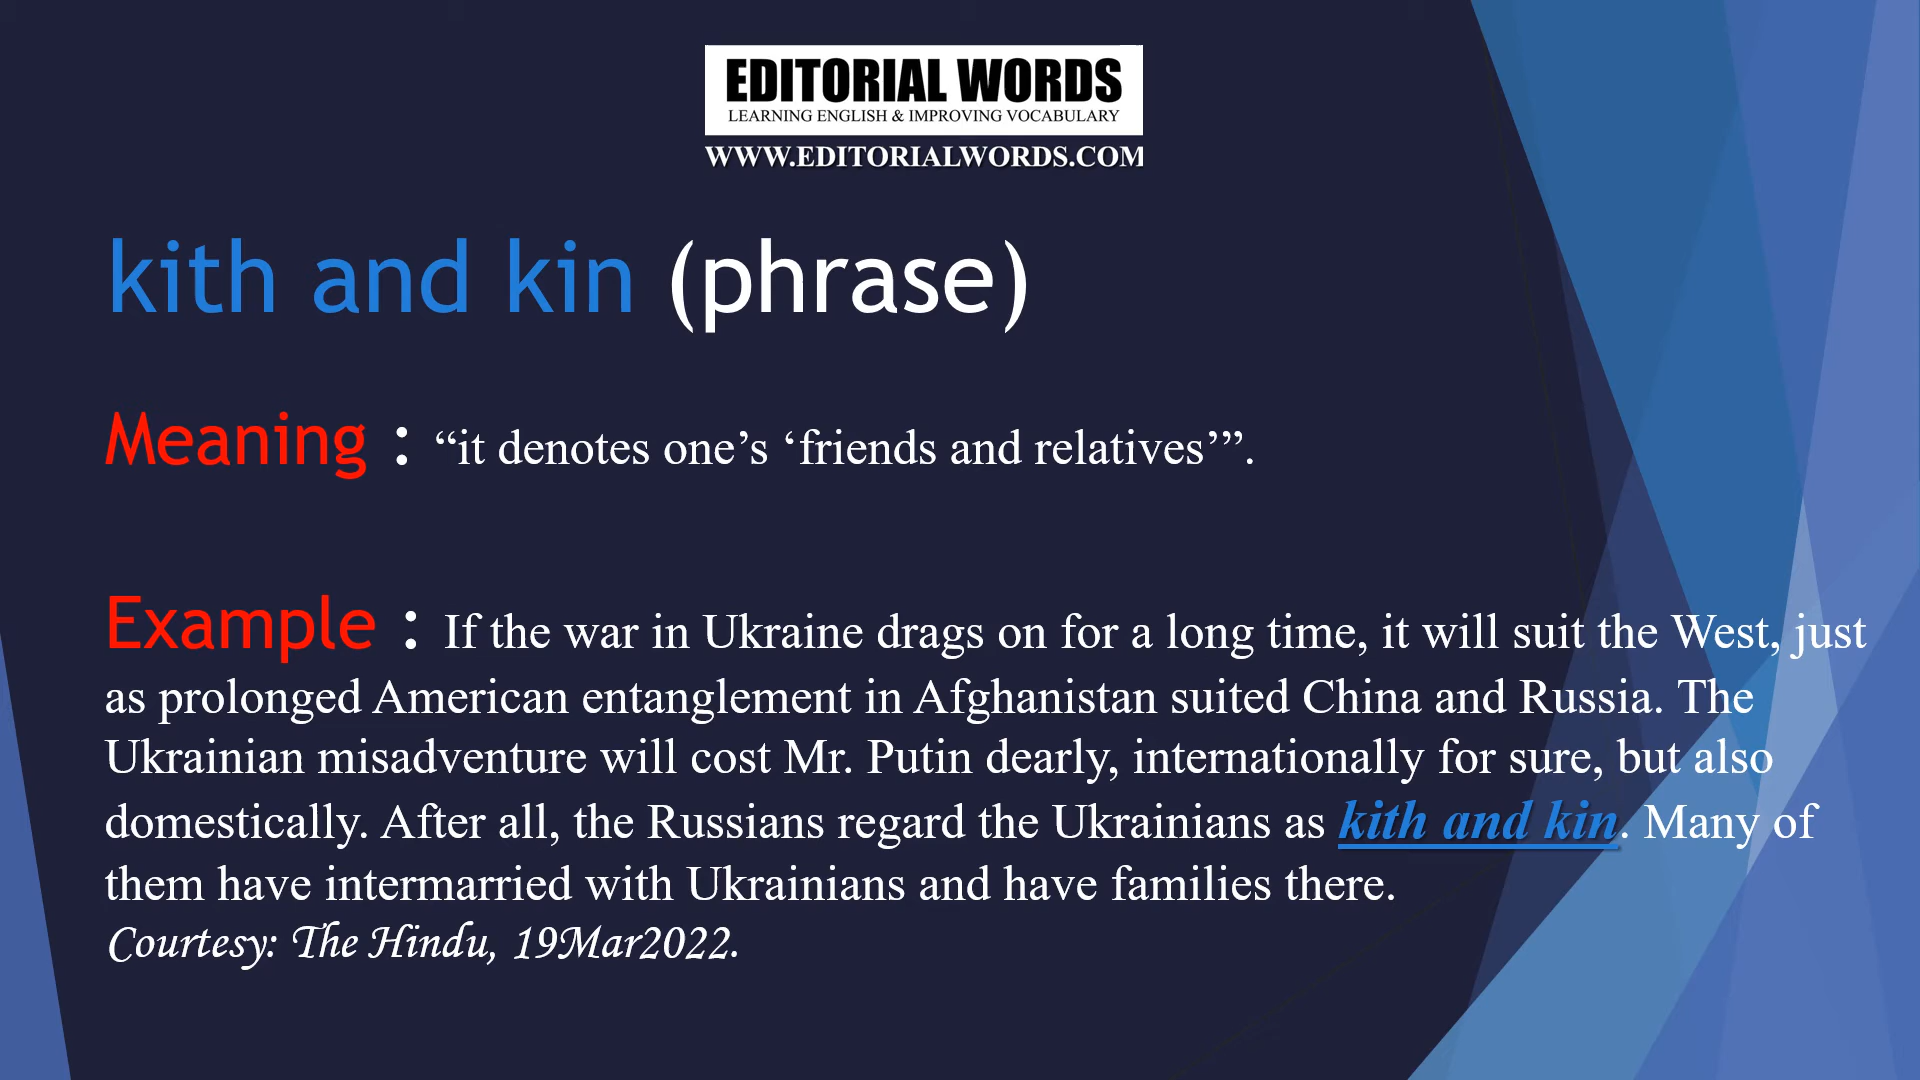 EDITORIAL WORDS
LEARNING ENGLISH & IMPROVING VOCABULARY
WWW.EDITORIALWORDS.COM
kith and kin (phrase)
Meaning : “it denotes one’s ‘friends and relatives’”.
Example : If the war in Ukraine drags on for a long time, it will suit the West, just
as prolonged American entanglement in Afghanistan suited China and Russia. The
Ukrainian misadventure will cost Mr. Putin dearly, internationally for sure, but also
domestically. After all, the Russians regard the Ukrainians as kith and kin. Many of
them have intermarried with Ukrainians and have families there.
Courtesy: The Hindu, 19Mar2022.